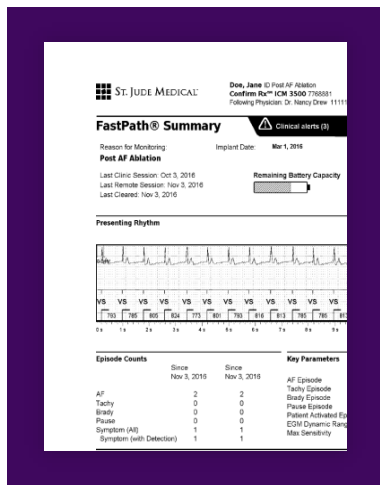 ST. JUDE MEDICAL
Doe, Jane ID Post AF Ablation
Confirm Rx™ ICM 3500 7768881
Following Physician: Dr. Nancy Drew 11111
FastPath® Summary
Clinical alerts (3)
Reason for Monitoring:
Post AF Ablation
Implant Date: Mar 1, 2016
Last Clinic Session: Oct 3, 2016
Last Remote Session: Nov 3, 2016
Last Cleared: Nov 3, 2016
Remaining Battery Capacity
Presenting Rhythm
VS VS VS VS VS VS VS VS VS VS VS VS
793 785 805 824 773 801 793 816 813 785 785
0 s 1 s 2 s 3 s 4 s 5 s 6 s 7 s 8 s 9 s
Episode Counts
Since Nov 3, 2016 Since Nov 3, 2016
AF 2 2
Tachy 0 0
Brady 0 0
Pause 0 0
Symptom (All) 1 1
Symptom (with Detection) 1 1
Key Parameters
AF Episode
Tachy Episode
Brady Episode
Pause Episode
Patient Activated Ep
EGM Dynamic Rang
Max Sensitivity